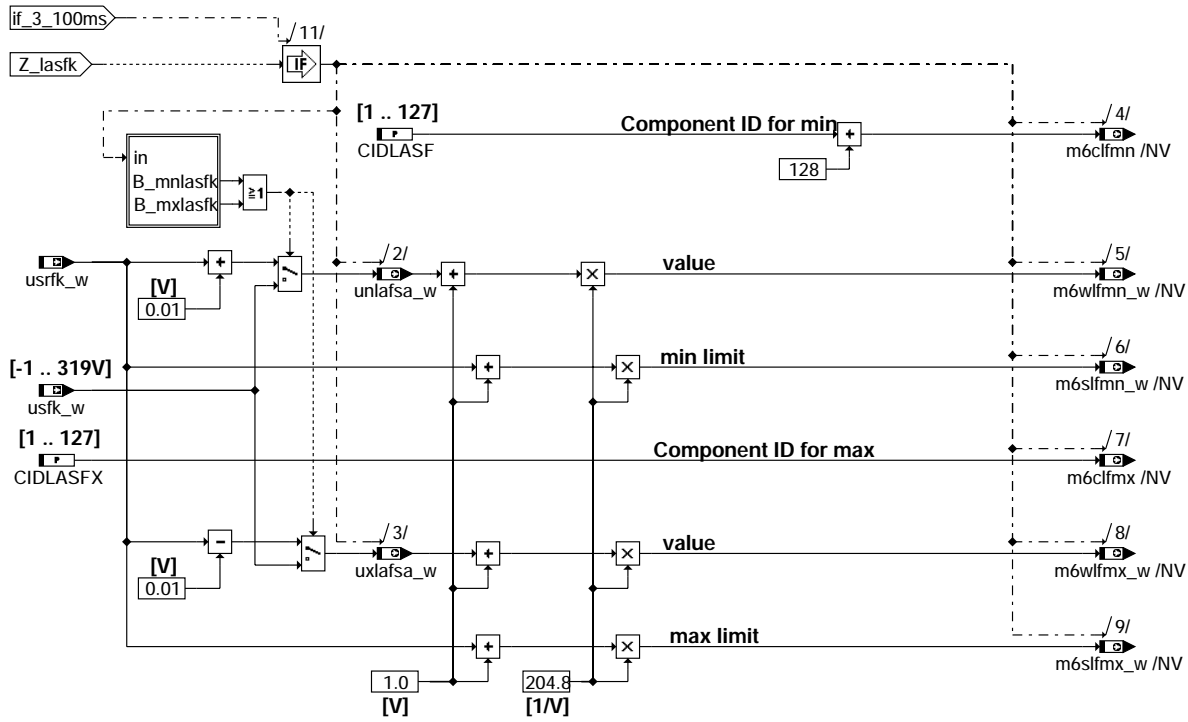 if_3_100ms
/11/
Z_lasfk
IF
[1 .. 127]
P
CIDLASF
Component ID for min
+
128
/4/
m6clfmn /NV
in
B_mnlasfk
B_mxlasfk
≥1
usrfk_w
+
[V]
0.01
/2/
unlafsa_w
+
×
value
/5/
m6wlfmn_w /NV
+
×
min limit
/6/
m6slfmn_w /NV
[-1 .. 319V]
usfk_w
[1 .. 127]
P
CIDLASFX
Component ID for max
/7/
m6clfmx /NV
−
[V]
0.01
/3/
uxlafsa_w
+
×
value
/8/
m6wlfmx_w /NV
+
×
max limit
/9/
m6slfmx_w /NV
1.0
[V]
204.8
[1/V]